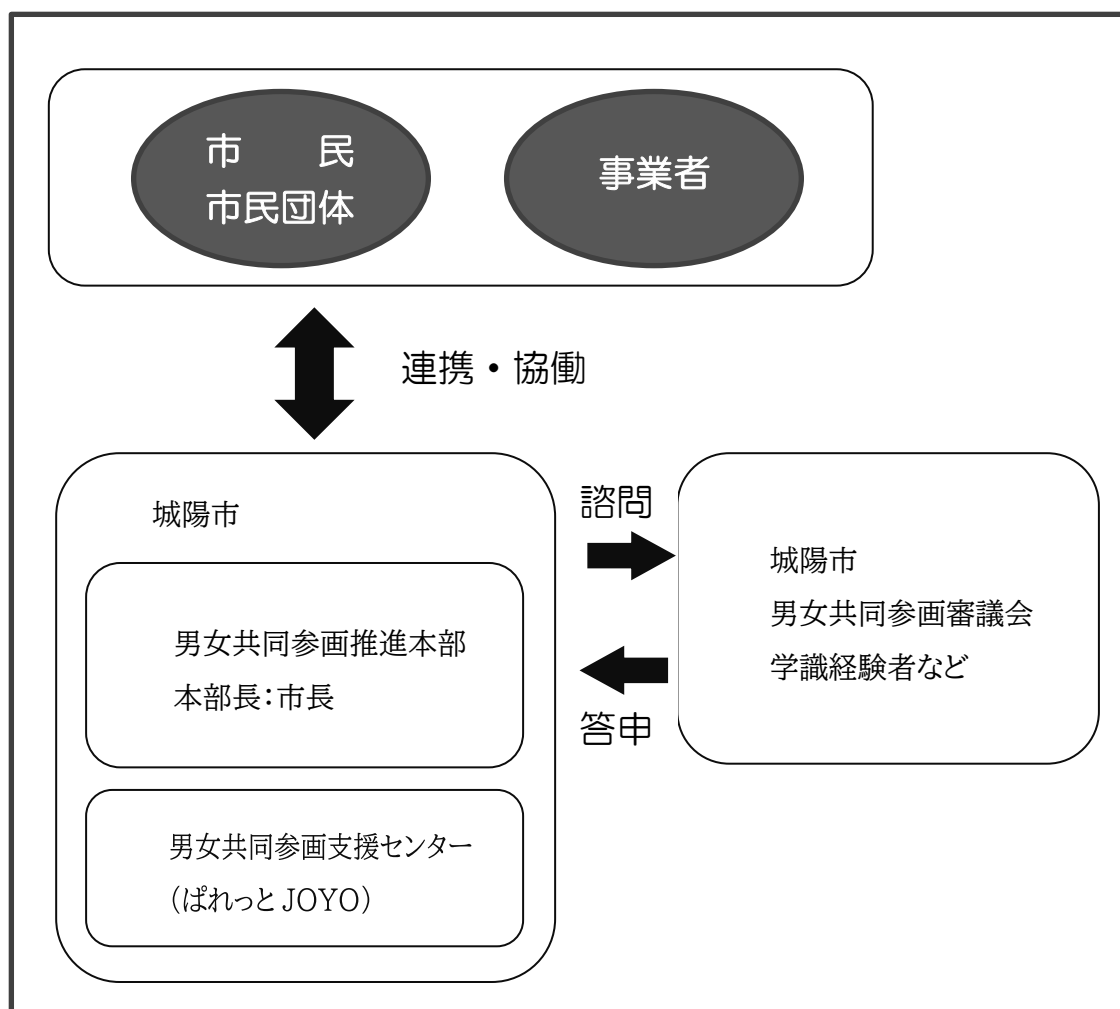 市　　民
市民団体
事業者
連携・協働
城陽市
男女共同参画推進本部
本部長：市長
男女共同参画支援センター
（ぱれっとJOYO）
諮問
答申
城陽市
男女共同参画審議会
学識経験者など